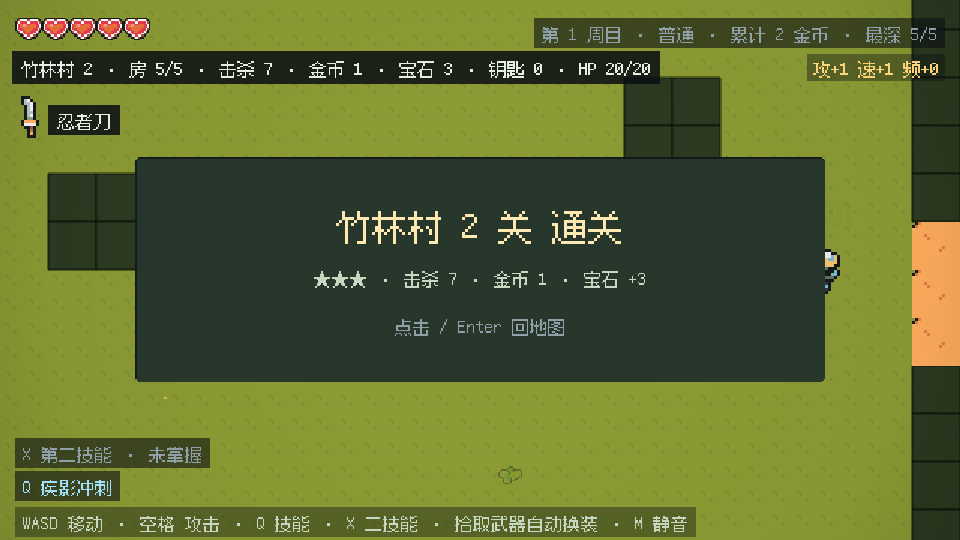 第 1 周目 · 普通 · 累计 2 金币 · 最深 5/5
竹林村 2 · 房 5/5 · 击杀 7 · 金币 1 · 宝石 3 · 钥匙 0 · HP 20/20
攻+1 速+1 频+0
忍者刀
竹林村 2 关 通关
★★★ · 击杀 7 · 金币 1 · 宝石 +3
点击 / Enter 回地图
X 第二技能 · 未掌握
Q 疾影冲刺
WASD 移动 · 空格 攻击 · Q 技能 · X 二技能 · 拾取武器自动换装 · M 静音